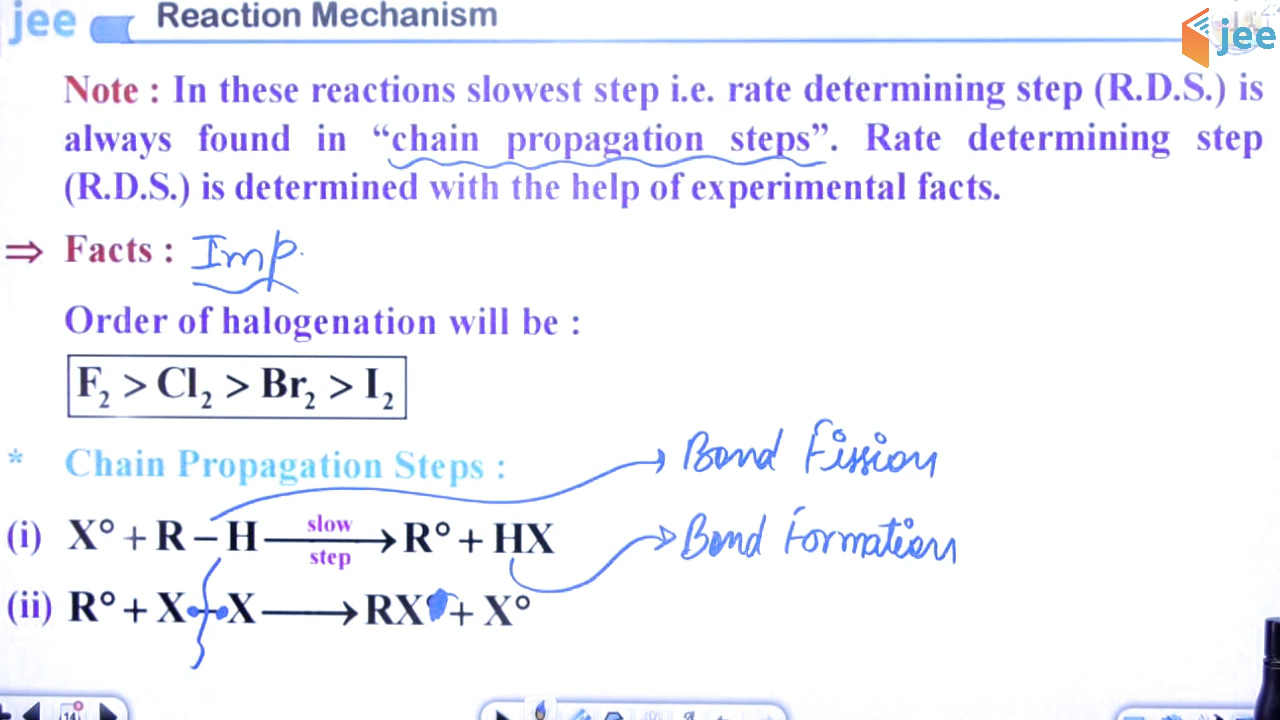 jee Reaction Mechanism jee
Note : In these reactions slowest step i.e. rate determining step (R.D.S.) is
always found in “chain propagation steps”. Rate determining step
(R.D.S.) is determined with the help of experimental facts.
⇒ Facts : Imp.
Order of halogenation will be :
F₂ > Cl₂ > Br₂ > I₂
* Chain Propagation Steps : Bond Fission
(i) X° + R – H slow step → R° + HX Bond Formation
(ii) R° + X – X → RX + X°
14